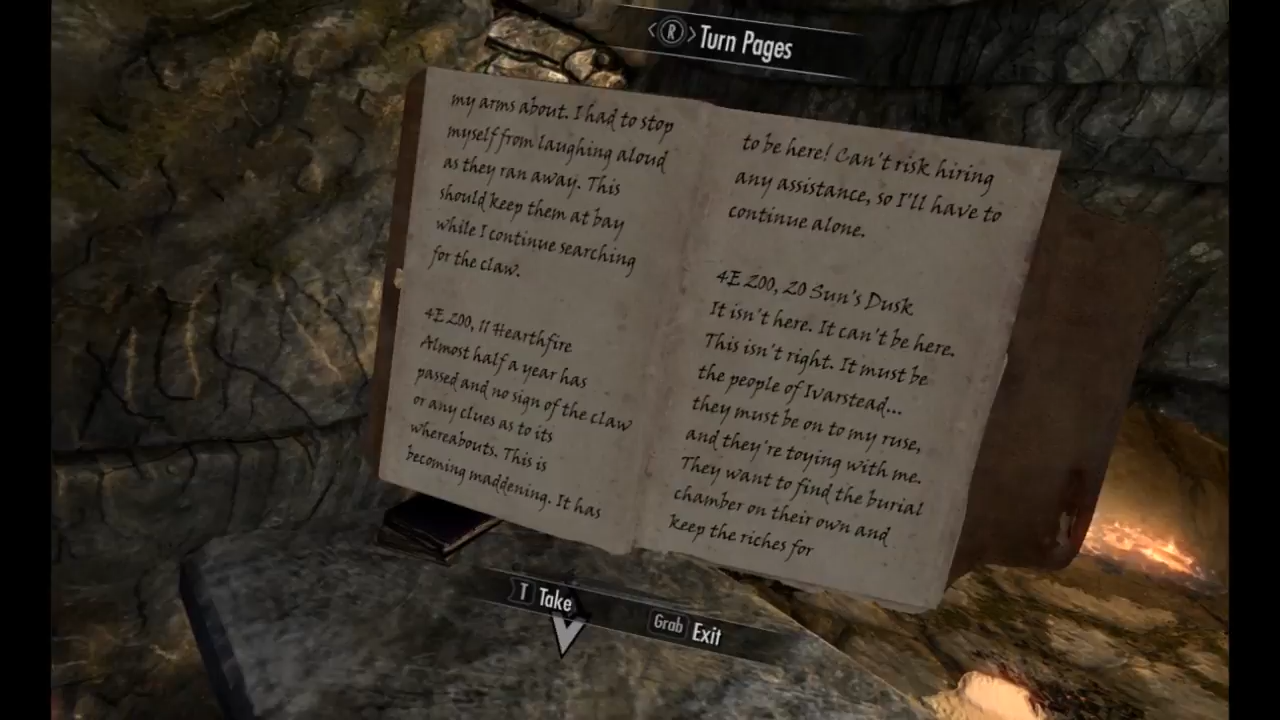 <R> Turn Pages
my arms about. I had to stop
myself from laughing aloud
as they ran away. This
should keep them at bay
while I continue searching
for the claw.
4E 200, 11 Hearthfire
Almost half a year has
passed and no sign of the claw
or any clues as to its
whereabouts. This is
becoming maddening. It has
to be here! Can't risk hiring
any assistance, so I'll have to
continue alone.
4E 200, 20 Sun's Dusk
It isn't here. It can't be here.
This isn't right. It must be
the people of Ivarstead...
they must be on to my ruse,
and they're toying with me.
They want to find the burial
chamber on their own and
keep the riches for
T Take
Grab Exit